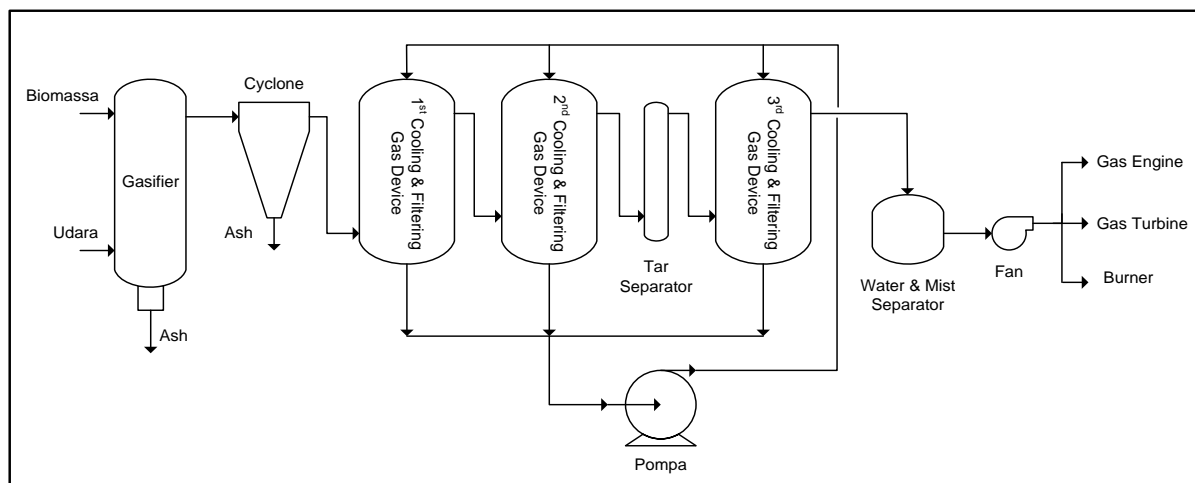 Biomassa
Udara
Gasifier
Ash
Cyclone
Ash
1st Cooling & Filtering
Gas Device
2nd Cooling & Filtering
Gas Device
Tar
Separator
3rd Cooling & Filtering
Gas Device
Water & Mist
Separator
Fan
Gas Engine
Gas Turbine
Burner
Pompa